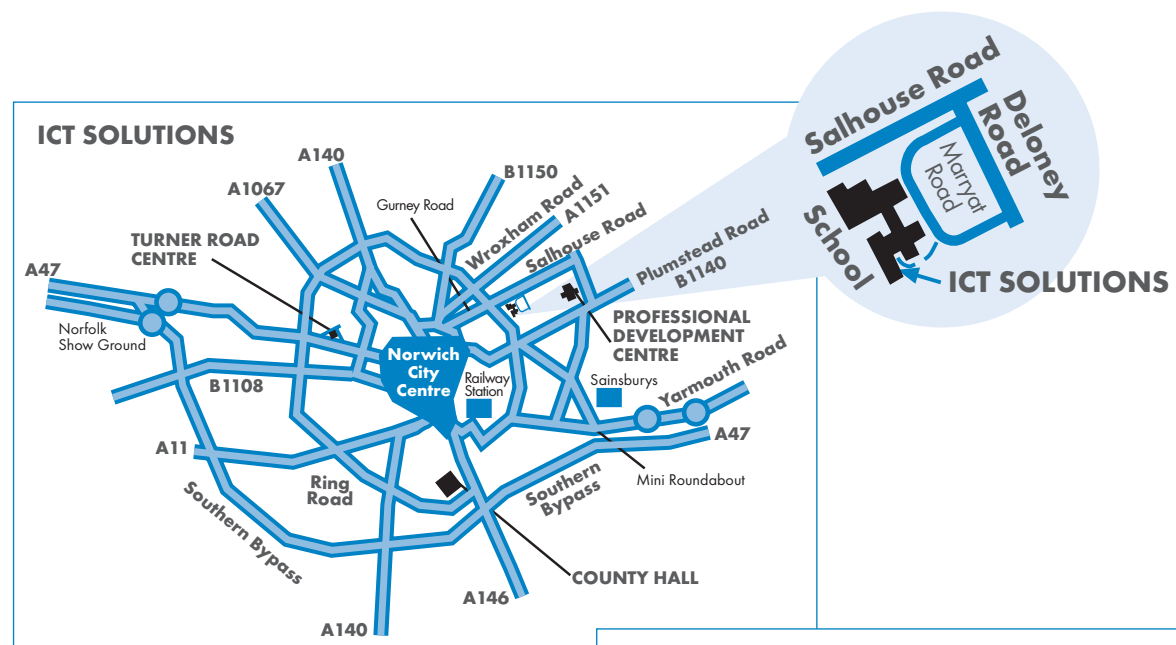 ICT SOLUTIONS
A140
B1150
A1067
Gurney Road
Wroxham Road
A1151
Salhouse Road
TURNER ROAD
CENTRE
Plumstead Road
B1140
A47
Norfolk
Show Ground
PROFESSIONAL
DEVELOPMENT
CENTRE
Norwich
City
Centre
Railway
Station
Sainsburys
Yarmouth Road
B1108
A47
A11
Ring
Road
Mini Roundabout
Southern
Bypass
Southern Bypass
COUNTY HALL
A146
A140
Salhouse Road
Deloney
Road
Marryat
Road
School
ICT SOLUTIONS